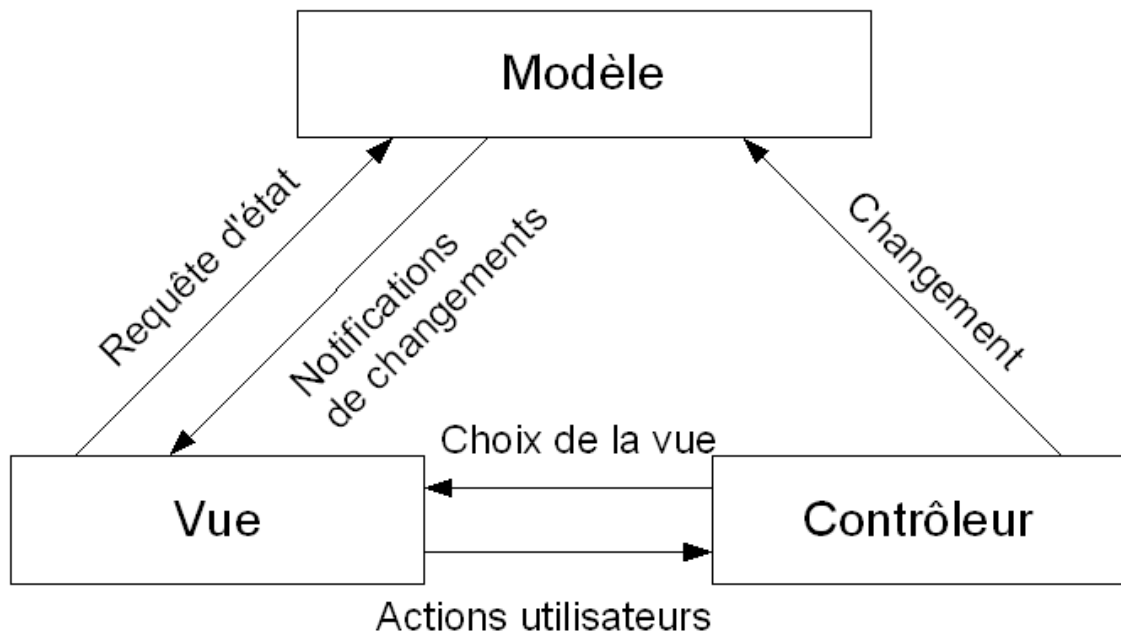 Modèle
Requête d'état
Notifications
de changements
Changement
Choix de la vue
Vue
Contrôleur
Actions utilisateurs